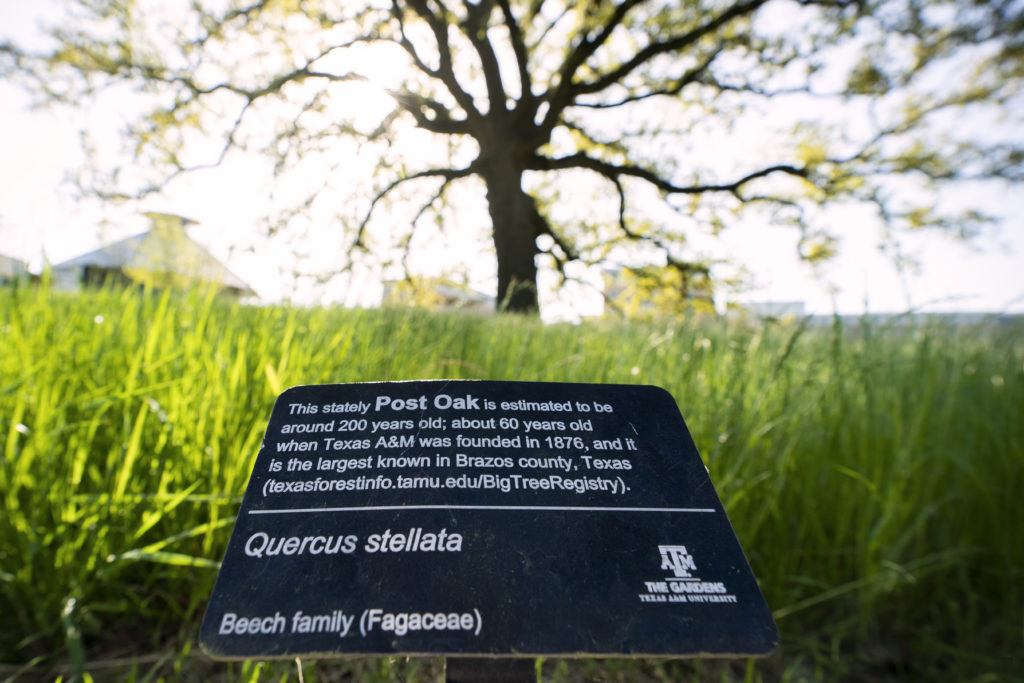 This stately Post Oak is estimated to be
around 200 years old; about 60 years old
when Texas A&M was founded in 1876, and it
is the largest known in Brazos county, Texas
(texasforestinfo.tamu.edu/BigTreeRegistry).
Quercus stellata
ATM
THE GARDENS
TEXAS A&M UNIVERSITY
Beech family (Fagaceae)